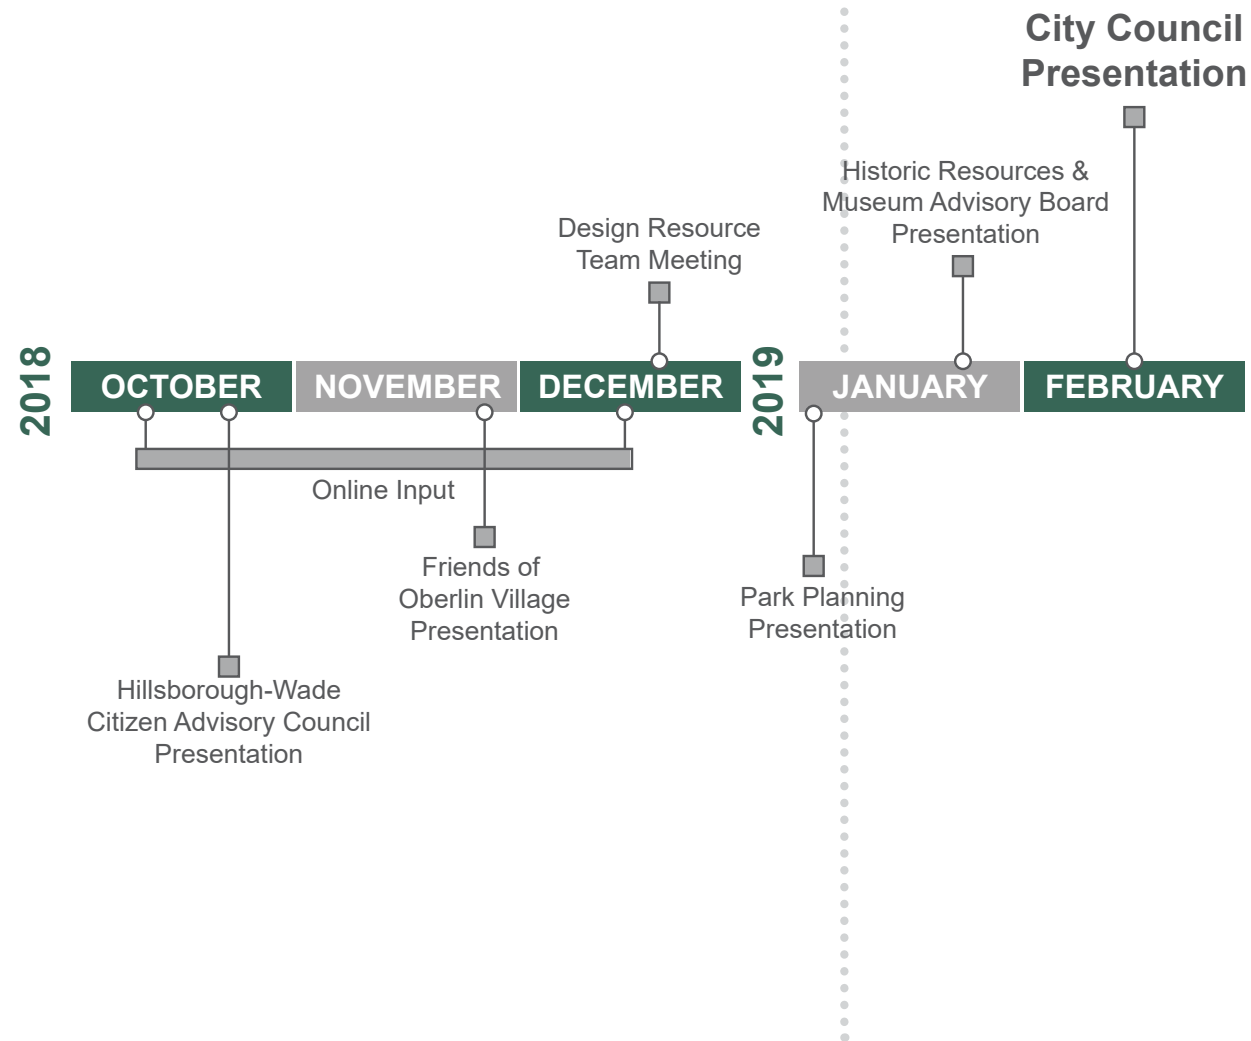 City Council
Presentation
Historic Resources &
Museum Advisory Board
Presentation
Design Resource
Team Meeting
2018
OCTOBER
NOVEMBER
DECEMBER
2019
JANUARY
FEBRUARY
Online Input
Friends of
Oberlin Village
Presentation
Park Planning
Presentation
Hillsborough-Wade
Citizen Advisory Council
Presentation